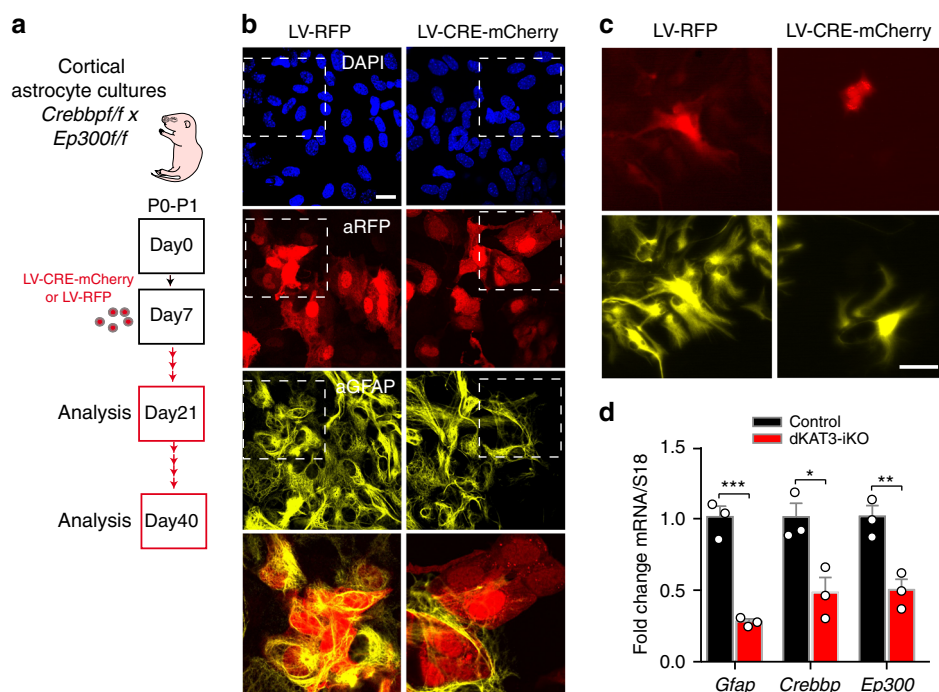 a
Cortical
astrocyte cultures
Crebbpf/f x
Ep300f/f
P0-P1
Day0
LV-CRE-mCherry
or LV-RFP
Day7
Analysis
Day21
Analysis
Day40
b
LV-RFP
LV-CRE-mCherry
DAPI
aRFP
aGFAP
c
LV-RFP
LV-CRE-mCherry
d
Control
dKAT3-iKO
Fold change mRNA/S18
1.5
1.0
0.5
0.0
***
*
**
Gfap
Crebbp
Ep300